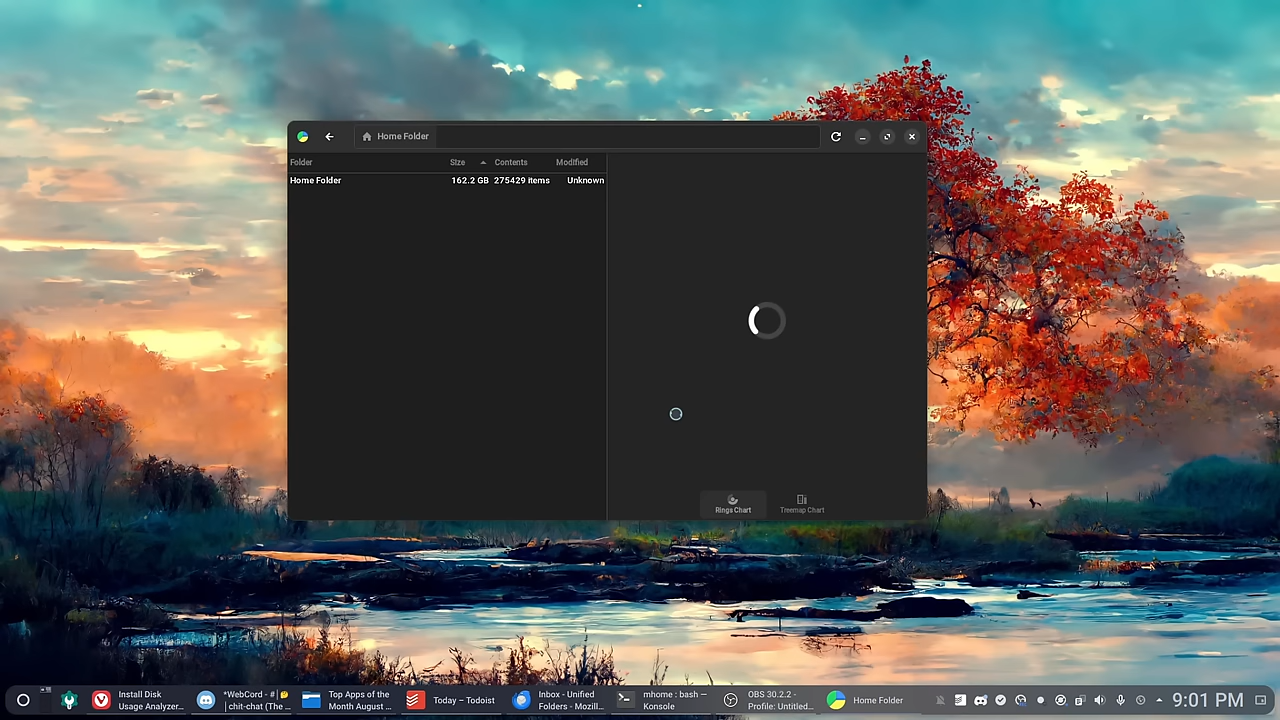 Home Folder
Folder Size Contents Modified
Home Folder 162.2 GB 275429 items Unknown
Rings Chart Treemap Chart
Install Disk
Usage Analyzer...
*WebCord - # | 🤔
| chit-chat (The ...
Top Apps of the
Month August ...
Today – Todoist
Inbox - Unified
Folders - Mozill...
mhome : bash —
Konsole
OBS 30.2.2 -
Profile: Untitled...
Home Folder
9:01 PM